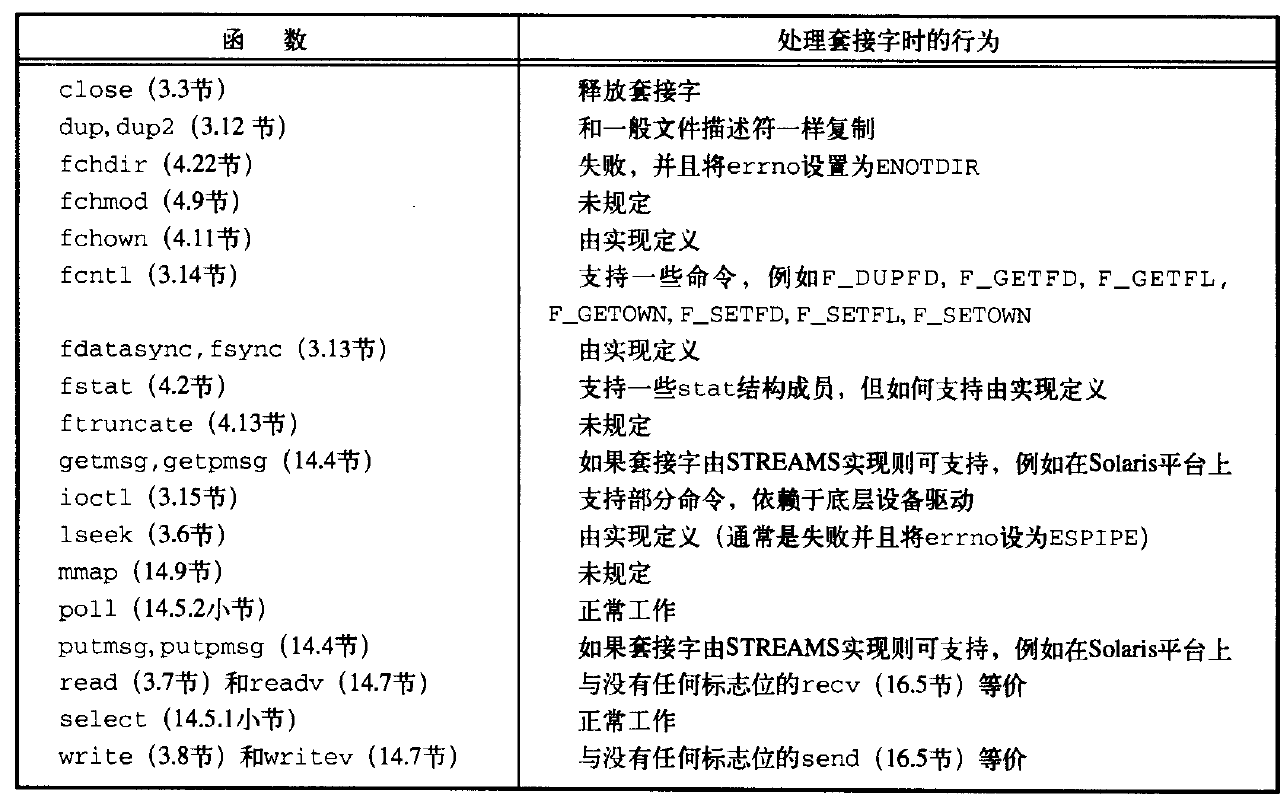 函 数 处理套接字时的行为
close (3.3节) 释放套接字
dup,dup2 (3.12 节) 和一般文件描述符一样复制
fchdir (4.22节) 失败，并且将errno设置为ENOTDIR
fchmod (4.9节) 未规定
fchown (4.11节) 由实现定义
fcntl (3.14节) 支持一些命令，例如F_DUPFD, F_GETFD, F_GETFL,
F_GETOWN, F_SETFD, F_SETFL, F_SETOWN
fdatasync,fsync (3.13节) 由实现定义
fstat (4.2节) 支持一些stat结构成员，但如何支持由实现定义
ftruncate (4.13节) 未规定
getmsg,getpmsg (14.4节) 如果套接字由STREAMS实现则可支持，例如在Solaris平台上
ioctl (3.15节) 支持部分命令，依赖于底层设备驱动
lseek (3.6节) 由实现定义（通常是失败并且将errno设为ESPIPE）
mmap (14.9节) 未规定
poll (14.5.2小节) 正常工作
putmsg,putpmsg (14.4节) 如果套接字由STREAMS实现则可支持，例如在Solaris平台上
read (3.7节) 和readv (14.7节) 与没有任何标志位的recv (16.5节) 等价
select (14.5.1小节) 正常工作
write (3.8节) 和writev (14.7节) 与没有任何标志位的send (16.5节) 等价